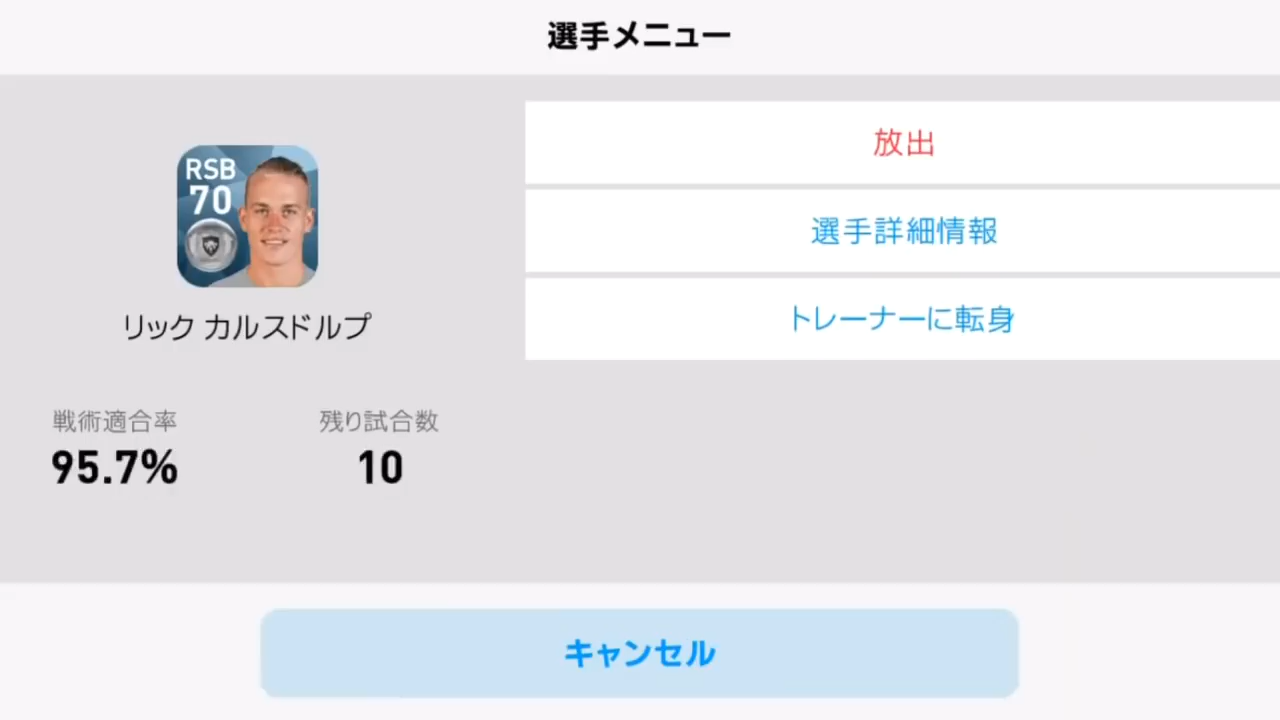 選手メニュー
RSB
70
リック カルスドルプ
戦術適合率
95.7%
残り試合数
10
放出
選手詳細情報
トレーナーに転身
キャンセル